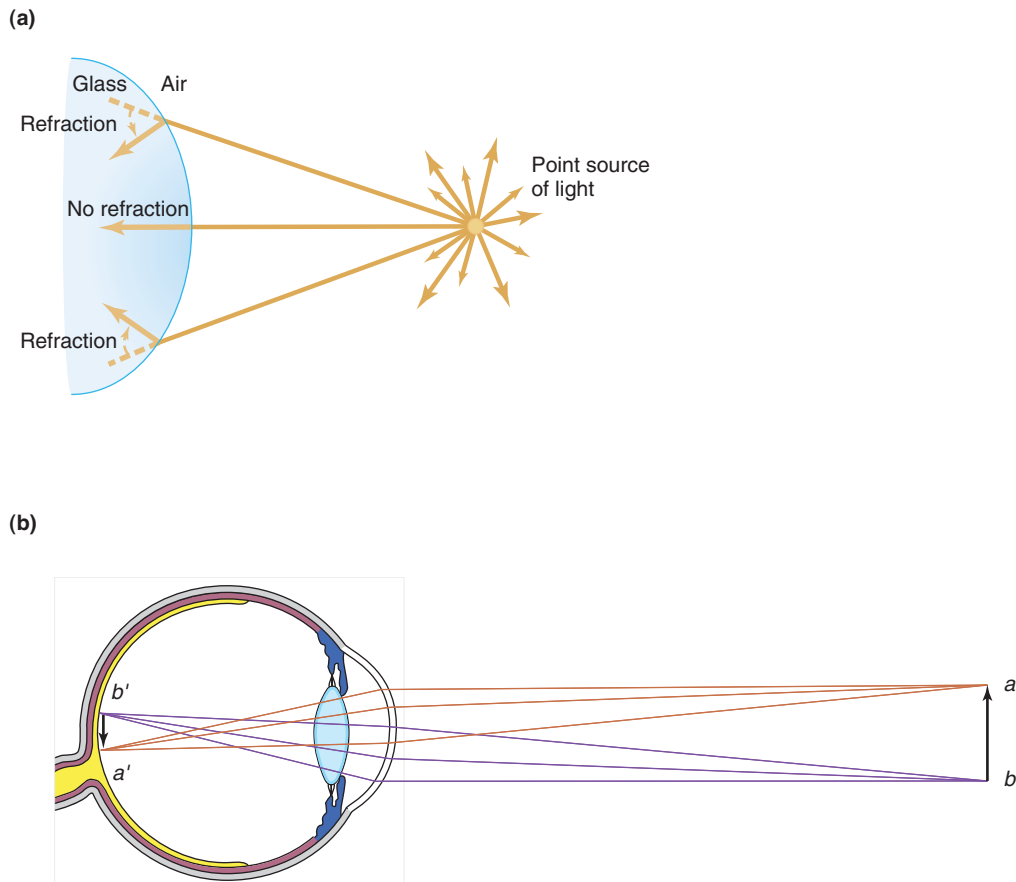 (a)
Glass Air
Refraction
Point source
of light
No refraction
Refraction
(b)
a
b'
a'
b